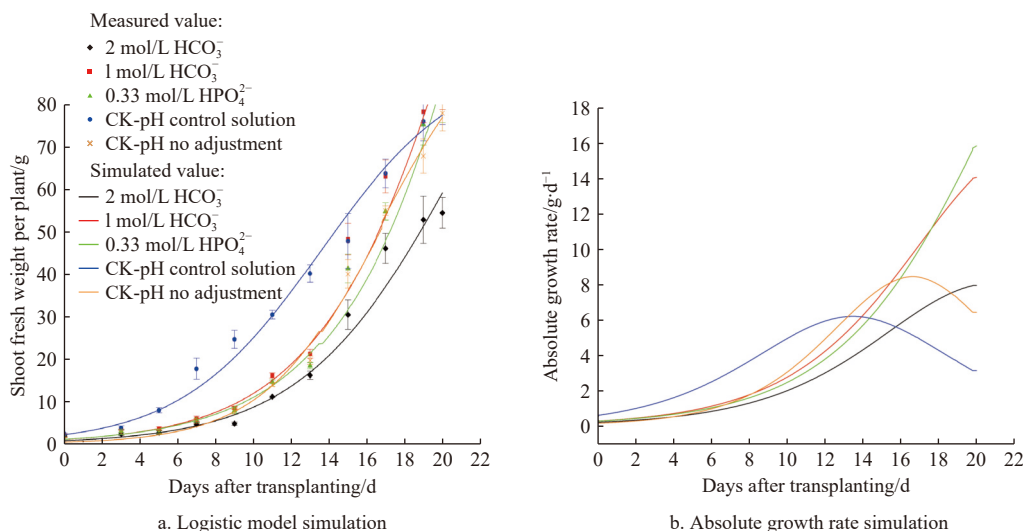 Measured value:
2 mol/L HCO₃⁻
l mol/L HCO₃⁻
0.33 mol/L HPO₄²⁻
CK-pH control solution
CK-pH no adjustment
Simulated value:
2 mol/L HCO₃⁻
l mol/L HCO₃⁻
0.33 mol/L HPO₄²⁻
CK-pH control solution
CK-pH no adjustment
Shoot fresh weight per plant/g
80
70
60
50
40
30
20
10
0
0 2 4 6 8 10 12 14 16 18 20 22
Days after transplanting/d
a. Logistic model simulation
Absolute growth rate/g·d⁻¹
18
16
14
12
10
8
6
4
2
0
0 2 4 6 8 10 12 14 16 18 20 22
Days after transplanting/d
b. Absolute growth rate simulation